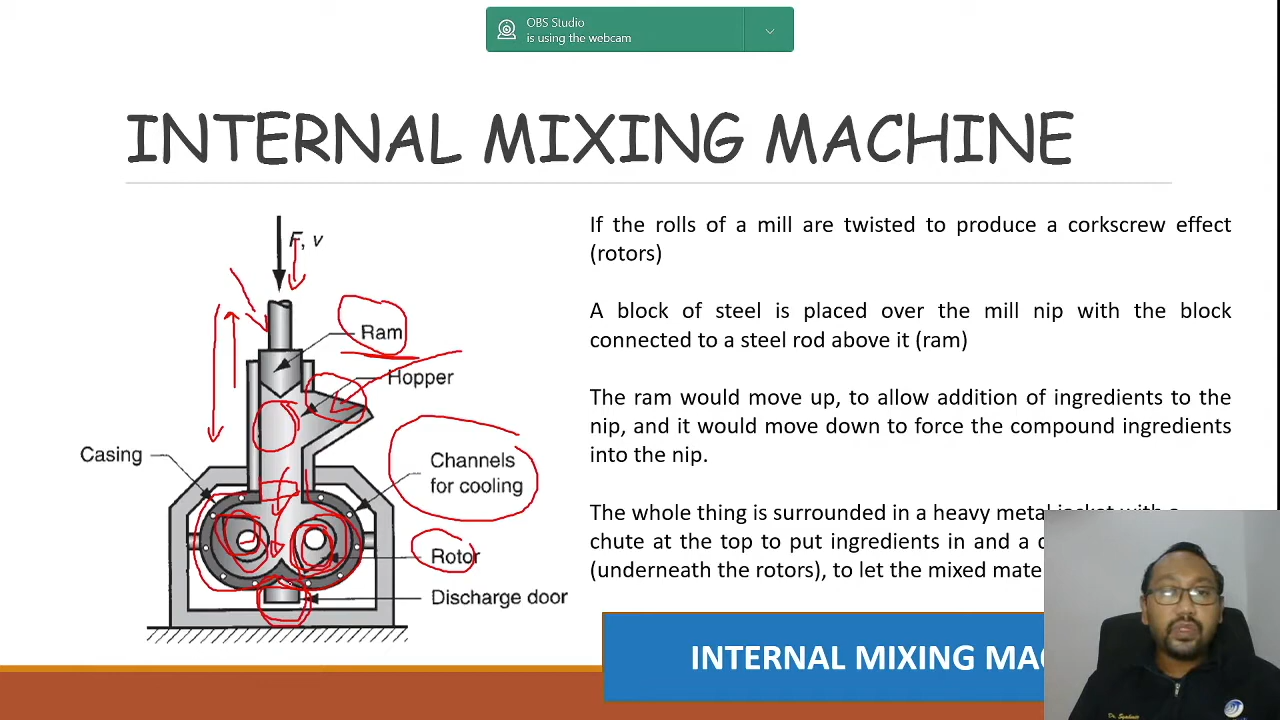 OBS Studio
is using the webcam
INTERNAL MIXING MACHINE
F, v
Ram
Hopper
Casing
Channels
for cooling
Rotor
Discharge door
If the rolls of a mill are twisted to produce a corkscrew effect
(rotors)
A block of steel is placed over the mill nip with the block
connected to a steel rod above it (ram)
The ram would move up, to allow addition of ingredients to the
nip, and it would move down to force the compound ingredients
into the nip.
The whole thing is surrounded in a heavy metal jacket with a
chute at the top to put ingredients in and a
(underneath the rotors), to let the mixed
INTERNAL MIXING